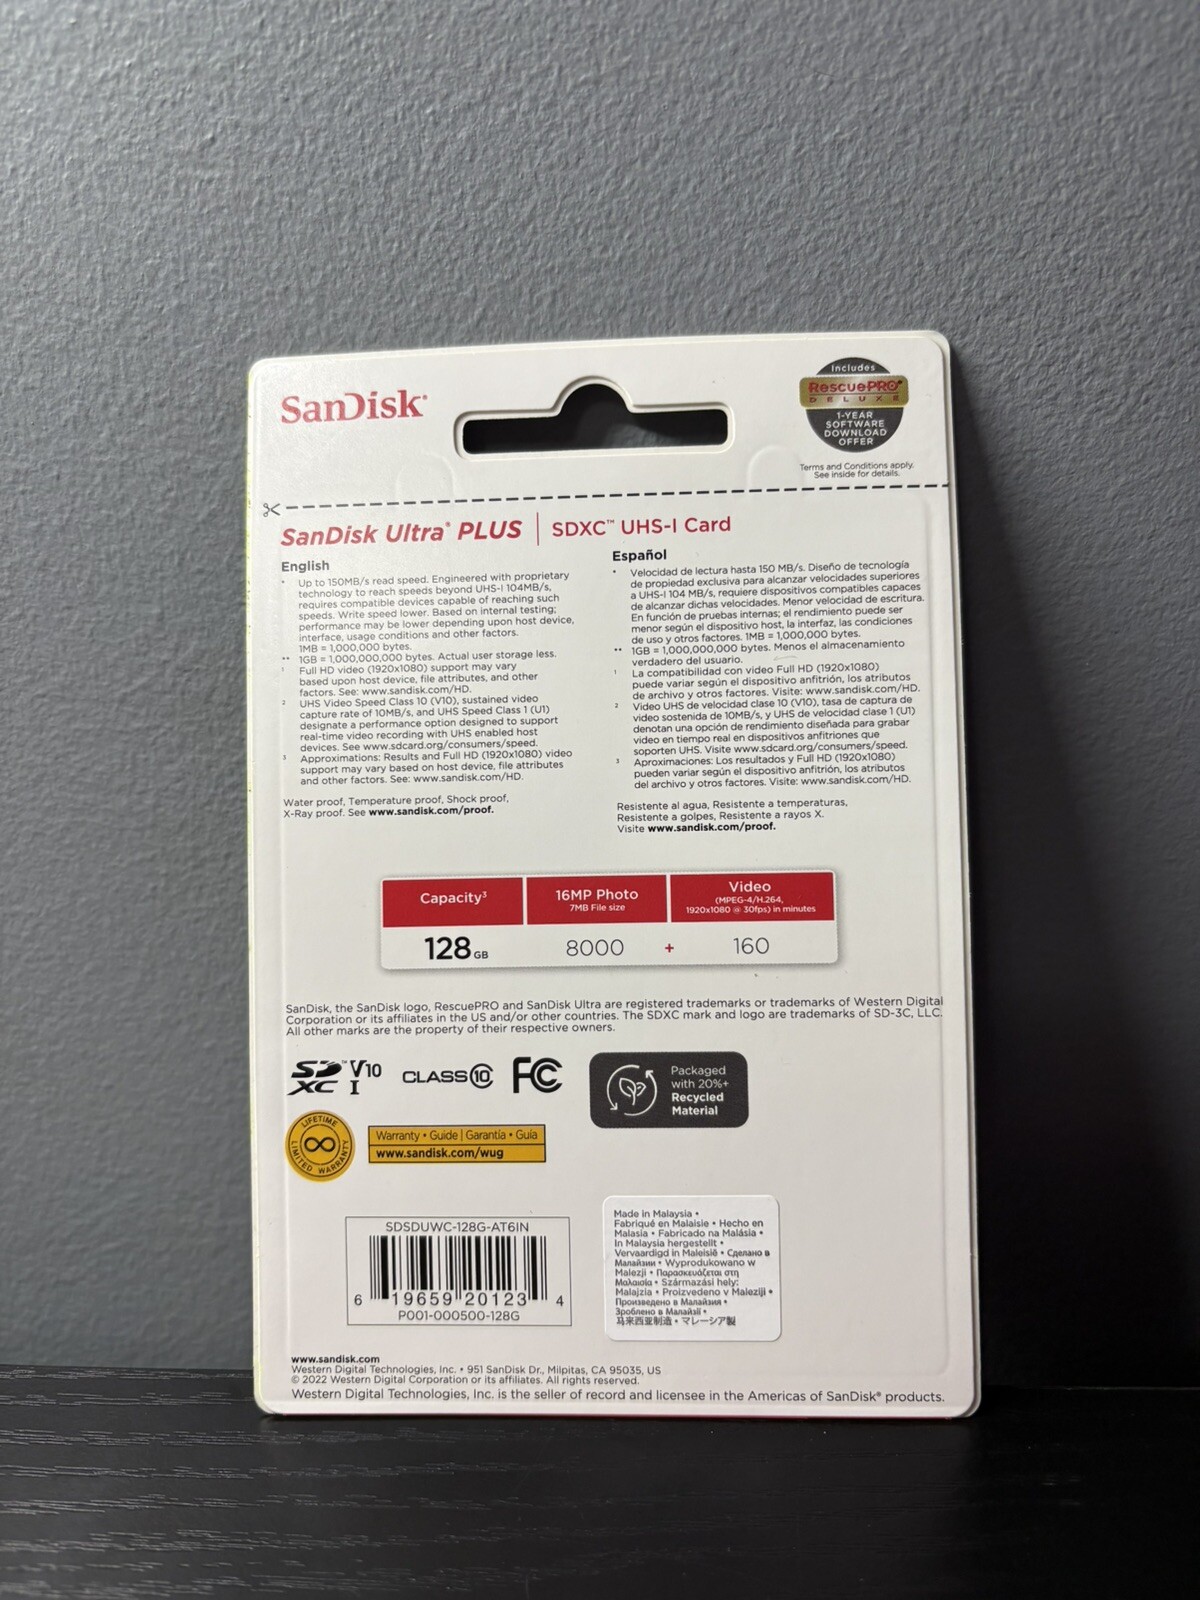 SanDisk®
Includes
RescuePRO®
DELUXE
1-YEAR
SOFTWARE
DOWNLOAD
OFFER
Terms and Conditions apply.
See inside for details.
SanDisk Ultra® PLUS | SDXC™ UHS-I Card
English
* Up to 150MB/s read speed. Engineered with proprietary
technology to reach speeds beyond UHS-I 104MB/s,
requires compatible devices capable of reaching such
speeds. Write speed lower. Based on internal testing;
performance may be lower depending upon host device,
interface, usage conditions and other factors.
1MB = 1,000,000 bytes.
** 1GB = 1,000,000,000 bytes. Actual user storage less.
1 Full HD video (1920x1080) support may vary
based upon host device, file attributes, and other
factors. See: www.sandisk.com/HD.
2 UHS Video Speed Class 10 (V10), sustained video
capture rate of 10MB/s, and UHS Speed Class 1 (U1)
designate a performance option designed to support
real-time video recording with UHS enabled host
devices. See www.sdcard.org/consumers/speed.
3 Approximations: Results and Full HD (1920x1080) video
support may vary based on host device, file attributes
and other factors. See: www.sandisk.com/HD.
Water proof, Temperature proof, Shock proof,
X-Ray proof. See www.sandisk.com/proof.
Español
* Velocidad de lectura hasta 150 MB/s. Diseño de tecnología
de propiedad exclusiva para alcanzar velocidades superiores
a UHS-I 104 MB/s, requiere dispositivos compatibles capaces
de alcanzar dichas velocidades. Menor velocidad de escritura.
En función de pruebas internas; el rendimiento puede ser
menor según el dispositivo host, la interfaz, las condiciones
de uso y otros factores. 1MB = 1,000,000 bytes.
** 1GB = 1,000,000,000 bytes. Menos el almacenamiento
verdadero del usuario.
1 La compatibilidad con video Full HD (1920x1080)
puede variar según el dispositivo anfitrión, los atributos
de archivo y otros factores. Visite: www.sandisk.com/HD.
2 Video UHS de velocidad clase 10 (V10), tasa de captura de
video sostenida de 10MB/s, y UHS de velocidad clase 1 (U1)
denotan una opción de rendimiento diseñada para grabar
video en tiempo real en dispositivos anfitriones que
soporten UHS. Visite www.sdcard.org/consumers/speed.
3 Aproximaciones: Los resultados y Full HD (1920x1080)
pueden variar según el dispositivo anfitrión, los atributos
del archivo y otros factores. Visite: www.sandisk.com/HD.
Resistente al agua, Resistente a temperaturas,
Resistente a golpes, Resistente a rayos X.
Visite www.sandisk.com/proof.
Capacity3
16MP Photo
7MB File size
Video
(MPEG-4/H.264,
1920x1080 @ 30fps) in minutes
128GB
8000 + 160
SanDisk, the SanDisk logo, RescuePRO and SanDisk Ultra are registered trademarks or trademarks of Western Digital
Corporation or its affiliates in the US and/or other countries. The SDXC mark and logo are trademarks of SD-3C, LLC.
All other marks are the property of their respective owners.
SD XC™ I V10 CLASS 10 FC
Packaged
with 20%+
Recycled
Material
LIFETIME
LIMITED WARRANTY
Warranty • Guide | Garantía • Guía
www.sandisk.com/wug
SDSDUWC-128G-AT6IN
6 19659 20123 4
P001-000500-128G
Made in Malaysia •
Fabriqué en Malaisie • Hecho en
Malasia • Fabricado na Malásia •
In Malaysia hergestellt •
Vervaardigd in Maleisië • Сделано в
Малайзии • Wyprodukowano w
Malezji • Παρασκευάζεται στη
Μαλαισία • Származási hely:
Malajzia • Proizvedeno v Maleziji •
Произведено в Малайзия •
Зроблено в Малайзії •
马来西亚制造 • マレーシア製
www.sandisk.com
Western Digital Technologies, Inc. • 951 SanDisk Dr., Milpitas, CA 95035, US
© 2022 Western Digital Corporation or its affiliates. All rights reserved.
Western Digital Technologies, Inc. is the seller of record and licensee in the Americas of SanDisk® products.